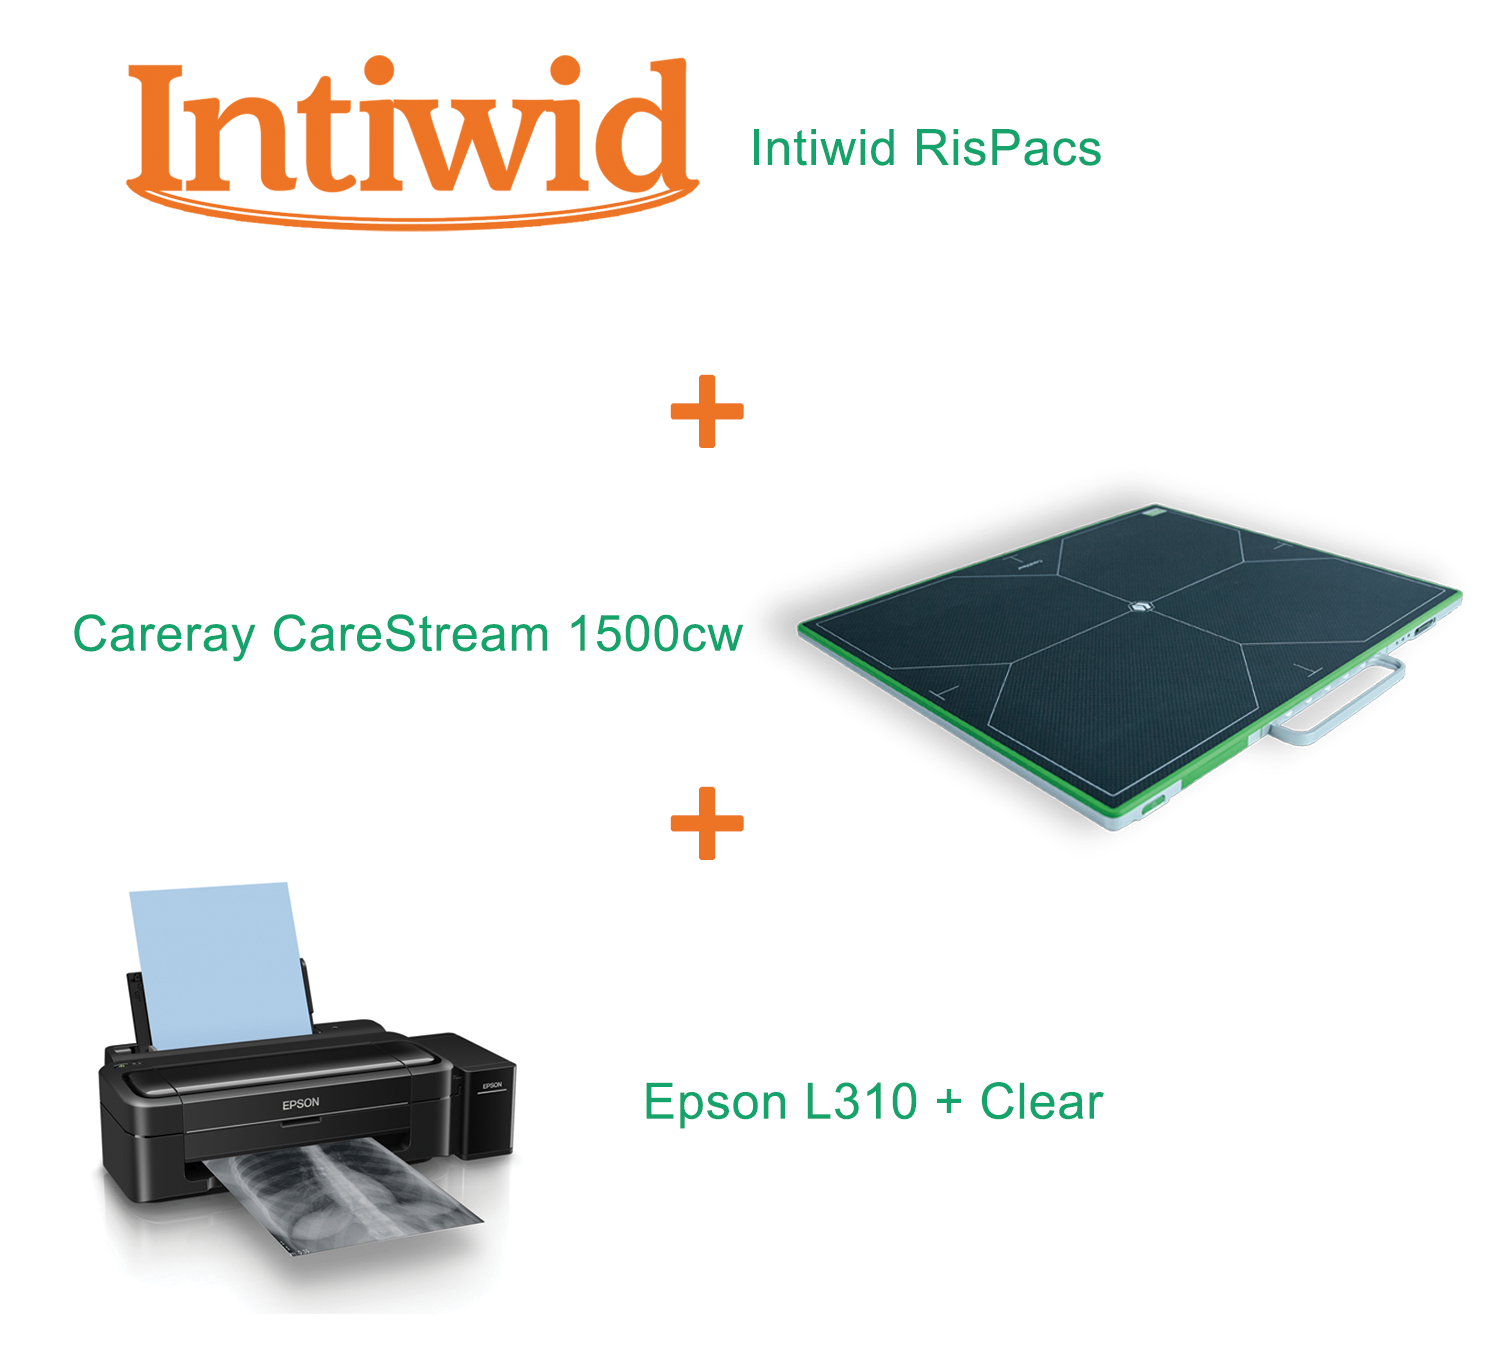 Intiwid
Intiwid RisPacs
Careray CareStream 1500cw
EPSON
EPSON
Epson L310 + Clear